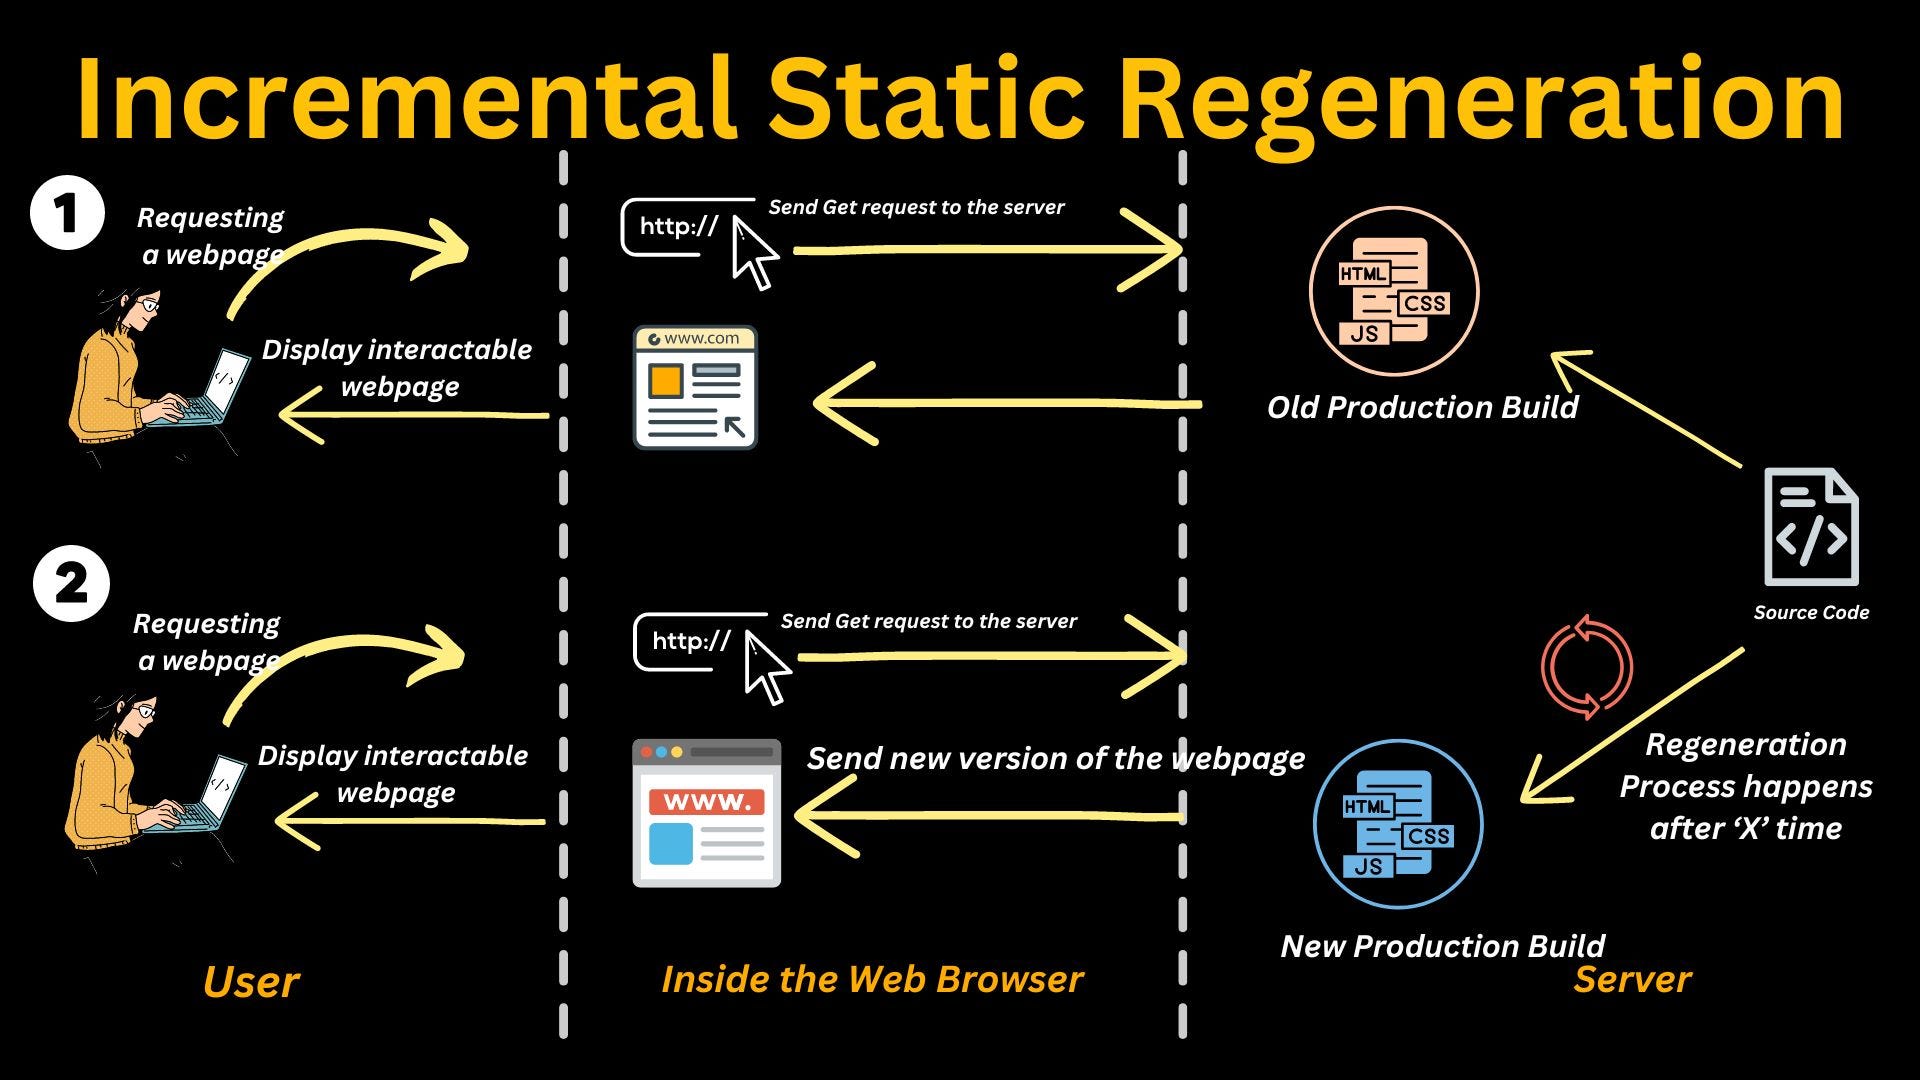 Incremental Static Regeneration
1
Requesting
a webpage
Display interactable
webpage
http://
Send Get request to the server
www.com
HTML
CSS
JS
Old Production Build
</>
</>
Source Code
2
Requesting
a webpage
Display interactable
webpage
</>
http://
Send Get request to the server
Send new version of the webpage
www.
HTML
CSS
JS
New Production Build
Regeneration
Process happens
after ‘X’ time
User
Inside the Web Browser
Server